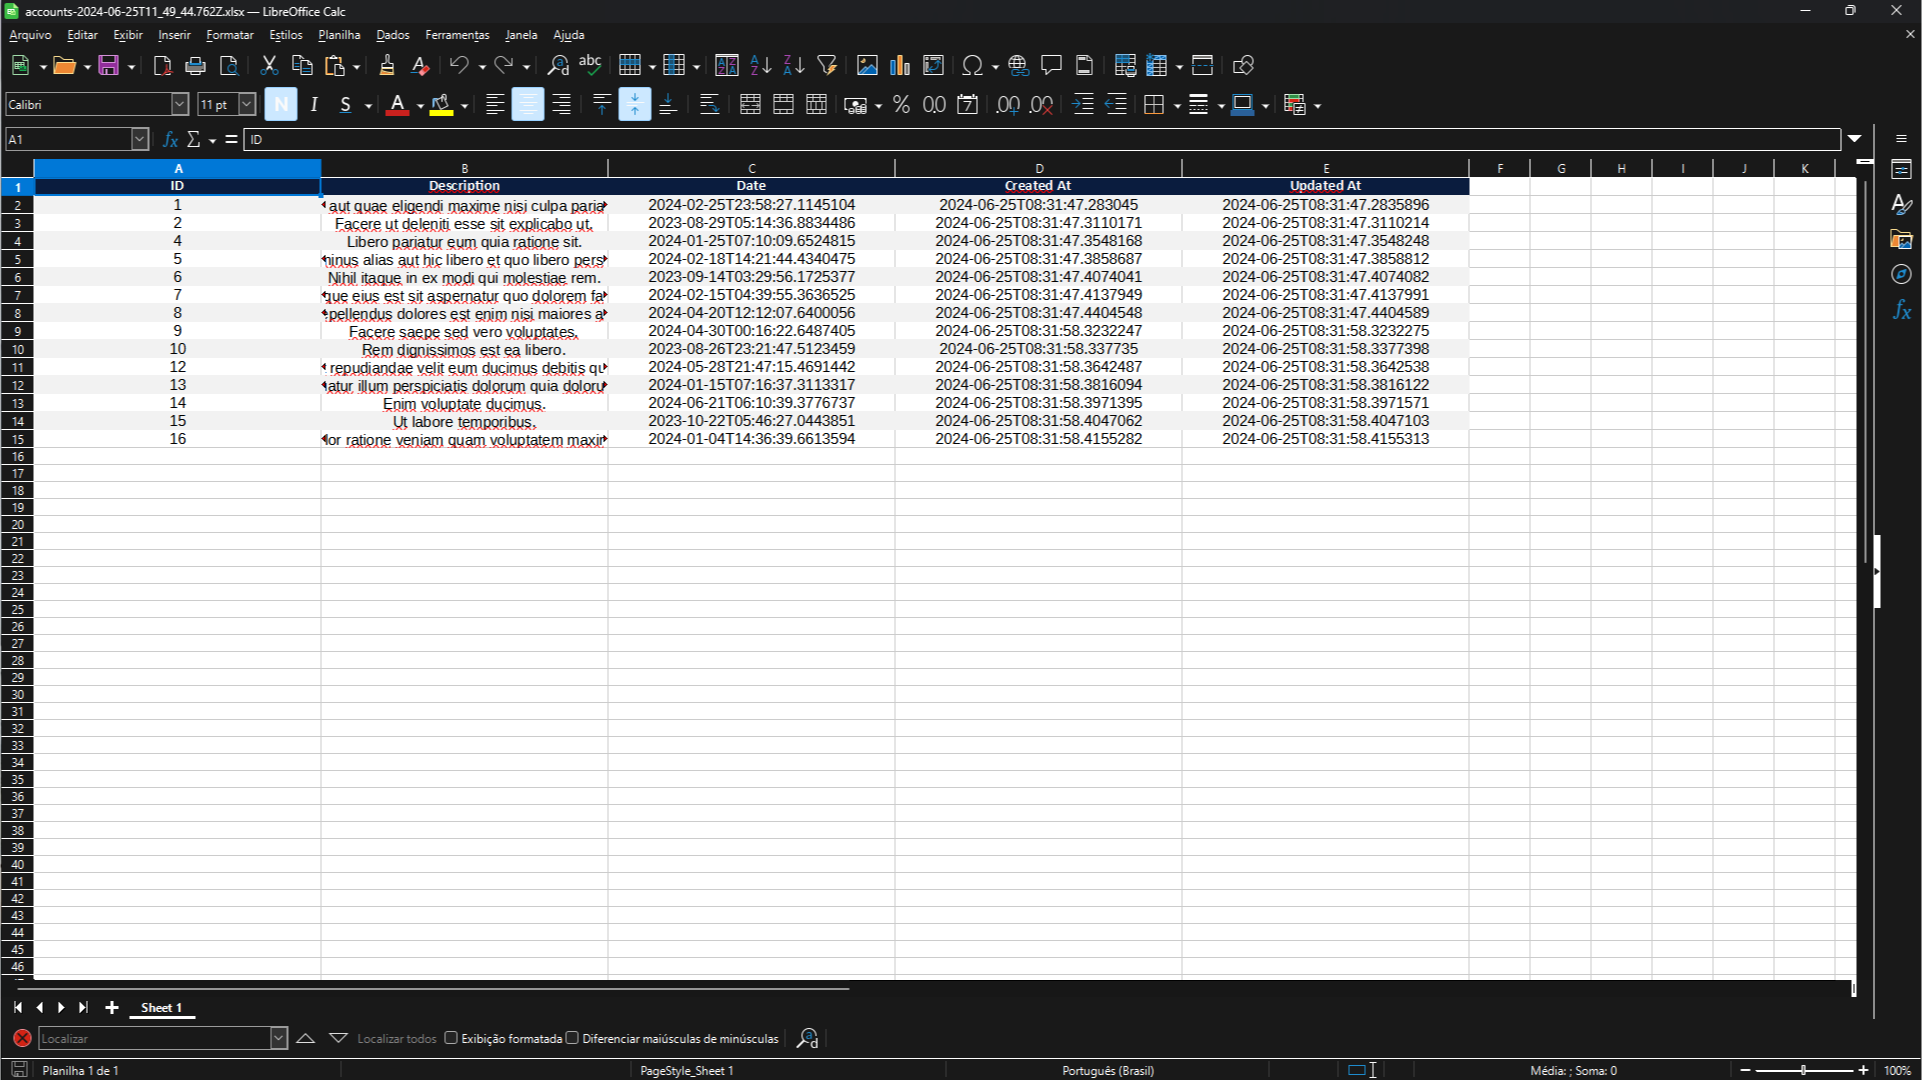 accounts-2024-06-25T11_49_44.762Z.xlsx — LibreOffice Calc
Arquivo Editar Exibir Inserir Formatar Estilos Planilha Dados Ferramentas Janela Ajuda
Calibri 11 pt N I S
A1 ID
A B C D E F G H I J K
1 ID Description Date Created At Updated At
2 1 aut quae eligendi maxime nisi culpa paria 2024-02-25T23:58:27.1145104 2024-06-25T08:31:47.283045 2024-06-25T08:31:47.2835896
3 2 Facere ut deleniti esse sit explicabo ut. 2023-08-29T05:14:36.8834486 2024-06-25T08:31:47.3110171 2024-06-25T08:31:47.3110214
4 4 Libero pariatur eum quia ratione sit. 2024-01-25T07:10:09.6524815 2024-06-25T08:31:47.3548168 2024-06-25T08:31:47.3548248
5 5 minus alias aut hic libero et quo libero pers 2024-02-18T14:21:44.4340475 2024-06-25T08:31:47.3858687 2024-06-25T08:31:47.3858812
6 6 Nihil itaque in ex modi qui molestiae rem. 2023-09-14T03:29:56.1725377 2024-06-25T08:31:47.4074041 2024-06-25T08:31:47.4074082
7 7 que eius est sit aspernatur quo dolorem fa 2024-02-15T04:39:55.3636525 2024-06-25T08:31:47.4137949 2024-06-25T08:31:47.4137991
8 8 pellendus dolores est enim nisi maiores a 2024-04-20T12:12:07.6400056 2024-06-25T08:31:47.4404548 2024-06-25T08:31:47.4404589
9 9 Facere saepe sed vero voluptates. 2024-04-30T00:16:22.6487405 2024-06-25T08:31:58.3232247 2024-06-25T08:31:58.3232275
10 10 Rem dignissimos est ea libero. 2023-08-26T23:21:47.5123459 2024-06-25T08:31:58.337735 2024-06-25T08:31:58.3377398
11 12 repudiandae velit eum ducimus debitis qu 2024-05-28T21:47:15.4691442 2024-06-25T08:31:58.3642487 2024-06-25T08:31:58.3642538
12 13 atur illum perspiciatis dolorum quia doloru 2024-01-15T07:16:37.3113317 2024-06-25T08:31:58.3816094 2024-06-25T08:31:58.3816122
13 14 Enim voluptate ducimus. 2024-06-21T06:10:39.3776737 2024-06-25T08:31:58.3971395 2024-06-25T08:31:58.3971571
14 15 Ut labore temporibus. 2023-10-22T05:46:27.0443851 2024-06-25T08:31:58.4047062 2024-06-25T08:31:58.4047103
15 16 lor ratione veniam quam voluptatem maxir 2024-01-04T14:36:39.6613594 2024-06-25T08:31:58.4155282 2024-06-25T08:31:58.4155313
16
17
18
19
20
21
22
23
24
25
26
27
28
29
30
31
32
33
34
35
36
37
38
39
40
41
42
43
44
45
46
Sheet 1
Localizar Localizar todos Exibição formatada Diferenciar maiúsculas de minúsculas
Planilha 1 de 1 PageStyle_Sheet 1 Português (Brasil) Média: ; Soma: 0 100%